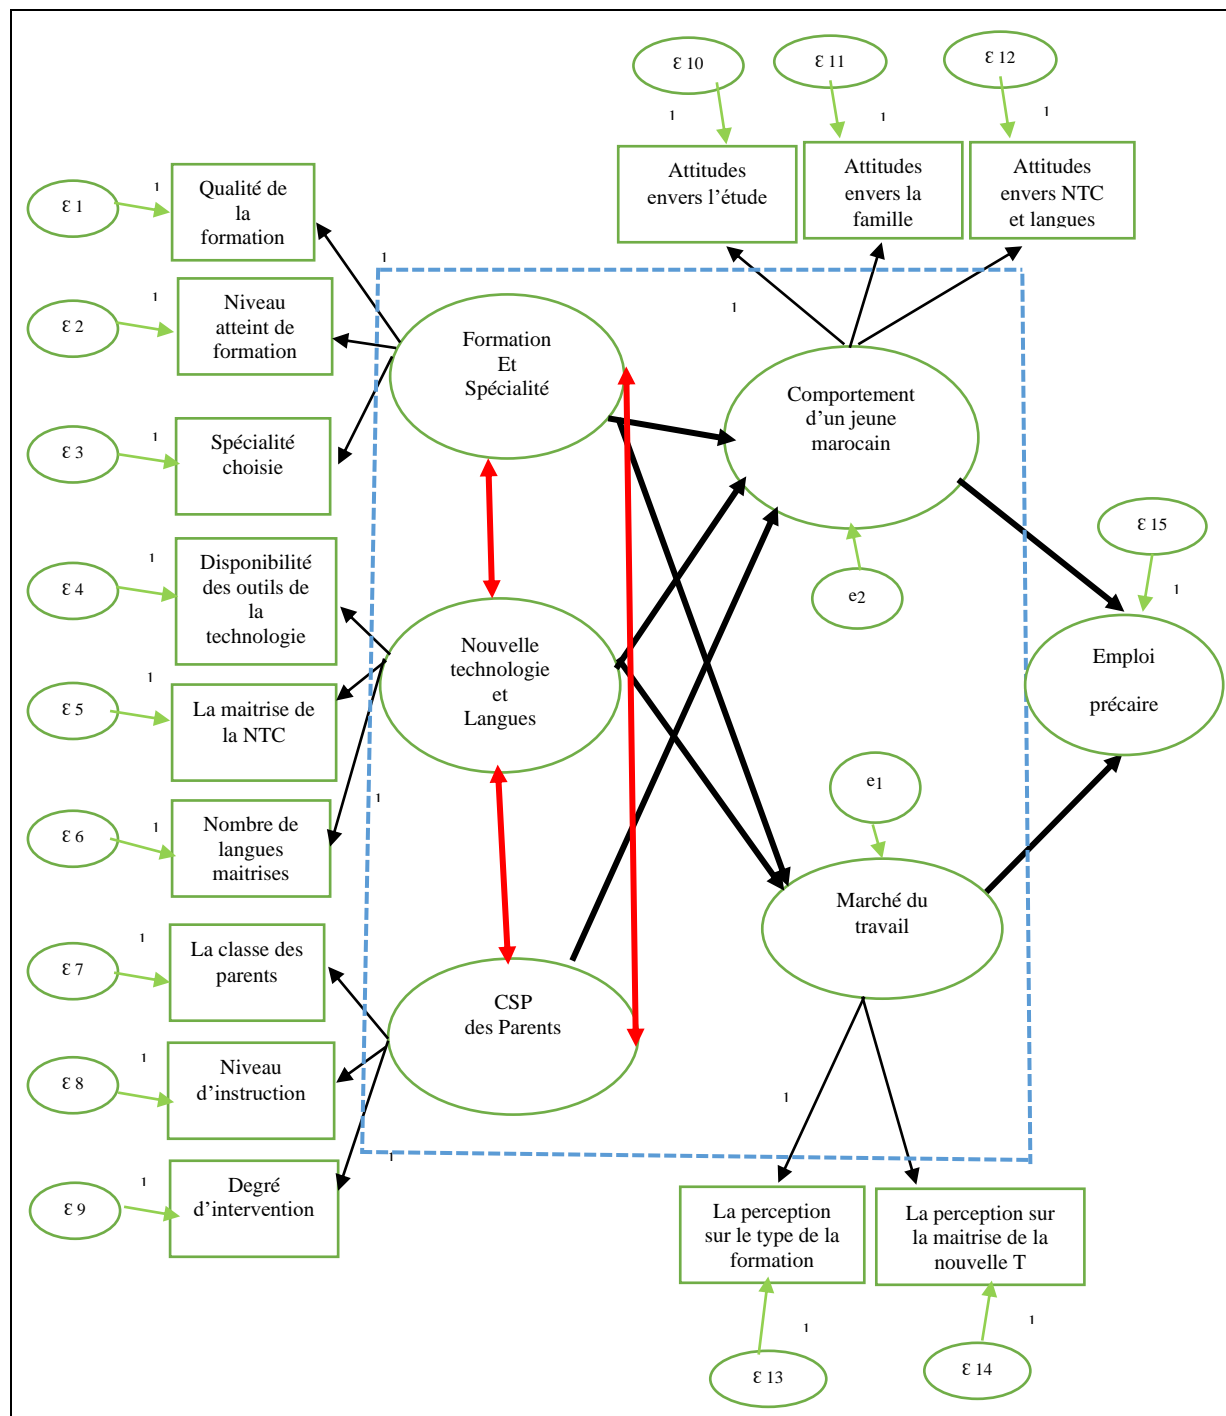 ε 10
ε 11
ε 12
1
1
1
Attitudes
envers l’étude
Attitudes
envers la
famille
Attitudes
envers NTC
et langues
ε 1
1
Qualité de
la
formation
1
1
ε 2
1
Niveau
atteint de
formation
Formation
Et
Spécialité
Comportement
d’un jeune
marocain
ε 3
1
Spécialité
choisie
ε 15
1
ε 4
1
Disponibilité
des outils de
la
technologie
e2
Nouvelle
technologie
et
Langues
Emploi
précaire
ε 5
1
La maitrise de
la NTC
e1
ε 6
1
Nombre de
langues
maitrises
1
Marché du
travail
ε 7
1
La classe des
parents
CSP
des Parents
ε 8
1
Niveau
d’instruction
1
1
ε 9
1
Degré
d’intervention
La perception
sur le type de la
formation
La perception sur
la maitrise de la
nouvelle T
1
1
ε 13
ε 14